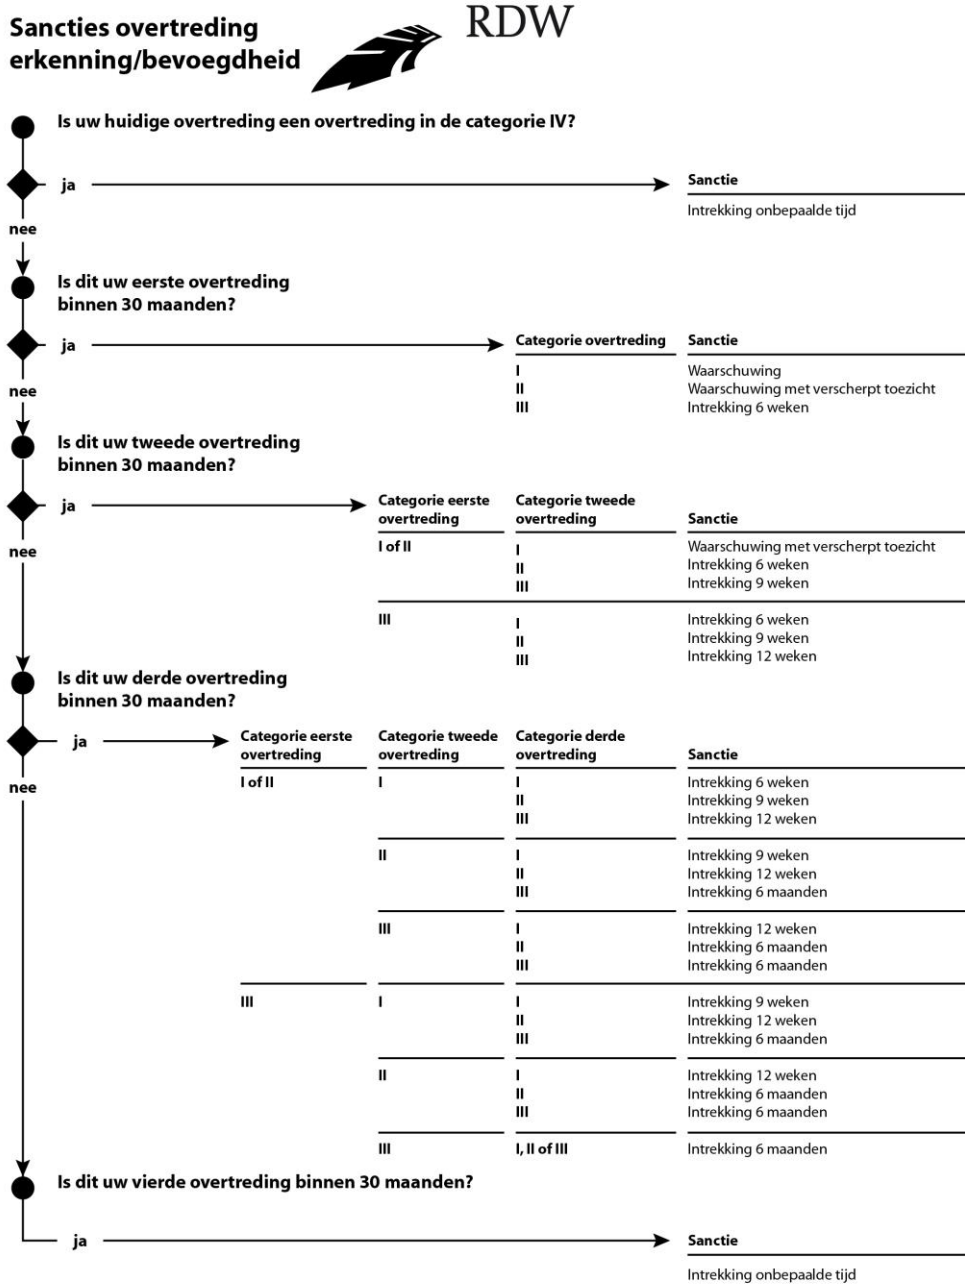 Sancties overtreding
erkenning/bevoegdheid
RDW
Is uw huidige overtreding een overtreding in de categorie IV?
ja Sanctie
Intrekking onbepaalde tijd
nee
Is dit uw eerste overtreding
binnen 30 maanden?
ja Categorie overtreding Sanctie
I Waarschuwing
II Waarschuwing met verscherpt toezicht
III Intrekking 6 weken
nee
Is dit uw tweede overtreding
binnen 30 maanden?
ja Categorie eerste Categorie tweede
overtreding overtreding Sanctie
nee
I of II I Waarschuwing met verscherpt toezicht
II Intrekking 6 weken
III Intrekking 9 weken
III I Intrekking 6 weken
II Intrekking 9 weken
III Intrekking 12 weken
Is dit uw derde overtreding
binnen 30 maanden?
ja Categorie eerste Categorie tweede Categorie derde
overtreding overtreding overtreding Sanctie
nee
I of II I I Intrekking 6 weken
II Intrekking 9 weken
III Intrekking 12 weken
II I Intrekking 9 weken
II Intrekking 12 weken
III Intrekking 6 maanden
III I Intrekking 12 weken
II Intrekking 6 maanden
III Intrekking 6 maanden
III I I Intrekking 9 weken
II Intrekking 12 weken
III Intrekking 6 maanden
II I Intrekking 12 weken
II Intrekking 6 maanden
III Intrekking 6 maanden
III I, II of III Intrekking 6 maanden
Is dit uw vierde overtreding binnen 30 maanden?
ja Sanctie
Intrekking onbepaalde tijd